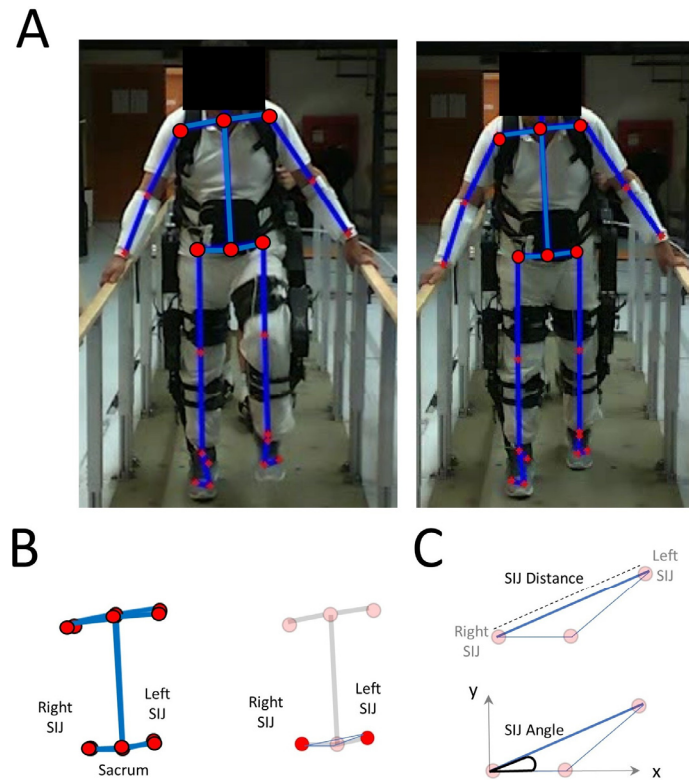 A
B
Right
SIJ
Left
SIJ
Sacrum
Right
SIJ
Left
SIJ
C
SIJ Distance
Left
SIJ
Right
SIJ
y
SIJ Angle
x